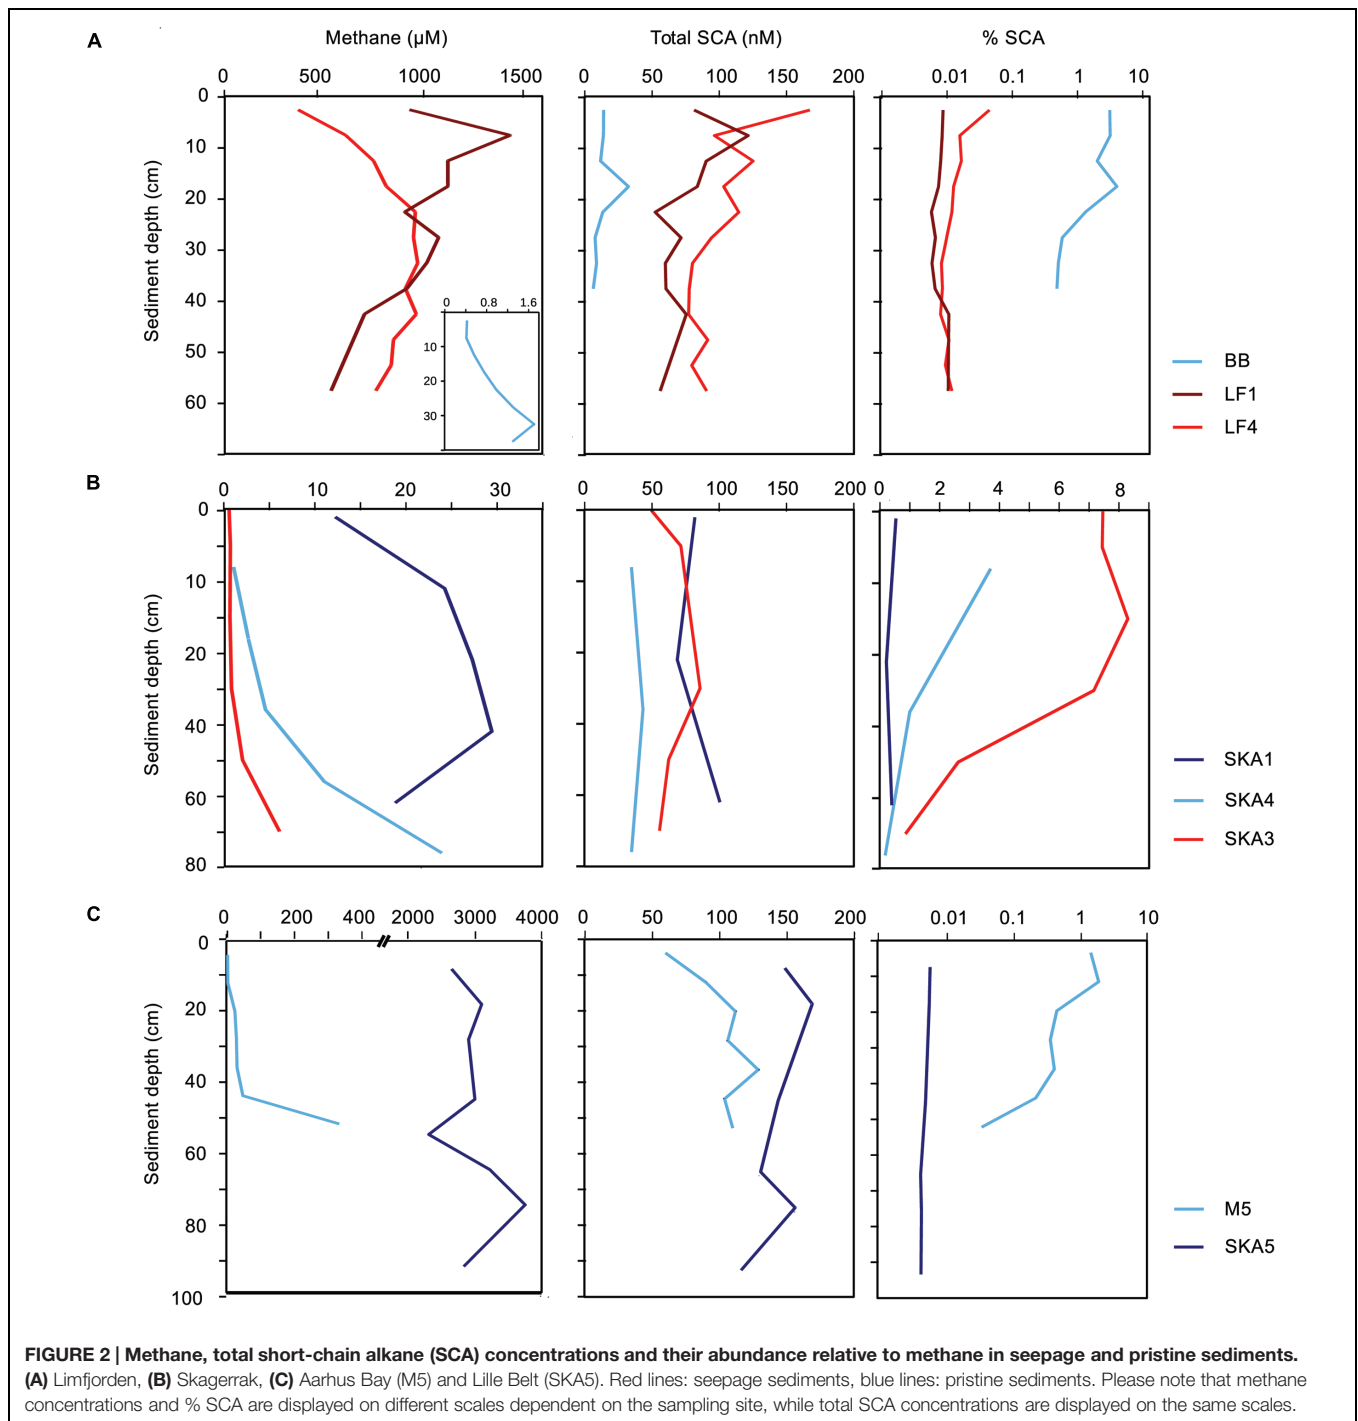 A
Methane (µM) Total SCA (nM) % SCA
0 500 1000 1500 0 50 100 150 200 0.01 0.1 1 10
0
10
20
30
40
50
60
Sediment depth (cm)
0 0.8 1.6
10
20
30
BB
LF1
LF4
B
0 10 20 30 0 50 100 150 200 0 2 4 6 8
0
10
20
40
60
80
Sediment depth (cm)
SKA1
SKA4
SKA3
C
0 200 400 2000 3000 4000 0 50 100 150 200 0.01 0.1 1 10
0
20
40
60
80
100
Sediment depth (cm)
M5
SKA5
FIGURE 2 | Methane, total short-chain alkane (SCA) concentrations and their abundance relative to methane in seepage and pristine sediments.
(A) Limfjorden, (B) Skagerrak, (C) Aarhus Bay (M5) and Lille Belt (SKA5). Red lines: seepage sediments, blue lines: pristine sediments. Please note that methane
concentrations and % SCA are displayed on different scales dependent on the sampling site, while total SCA concentrations are displayed on the same scales.